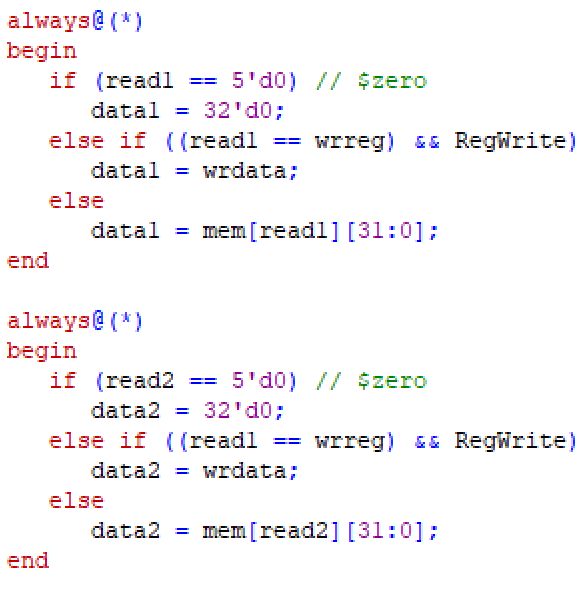 always@(*)
begin
   if (read1 == 5'd0) // $zero
      data1 = 32'd0;
   else if ((read1 == wrreg) && RegWrite)
      data1 = wrdata;
   else
      data1 = mem[read1][31:0];
end

always@(*)
begin
   if (read2 == 5'd0) // $zero
      data2 = 32'd0;
   else if ((read1 == wrreg) && RegWrite)
      data2 = wrdata;
   else
      data2 = mem[read2][31:0];
end